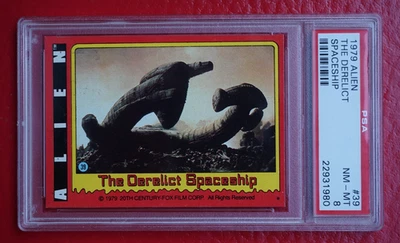 ALIEN
39
The Derelict Spaceship
© 1979 20TH CENTURY-FOX FILM CORP. All Rights Reserved
PSA
1979 ALIEN
THE DERELICT
SPACESHIP
#39
NM-MT 8
22931980